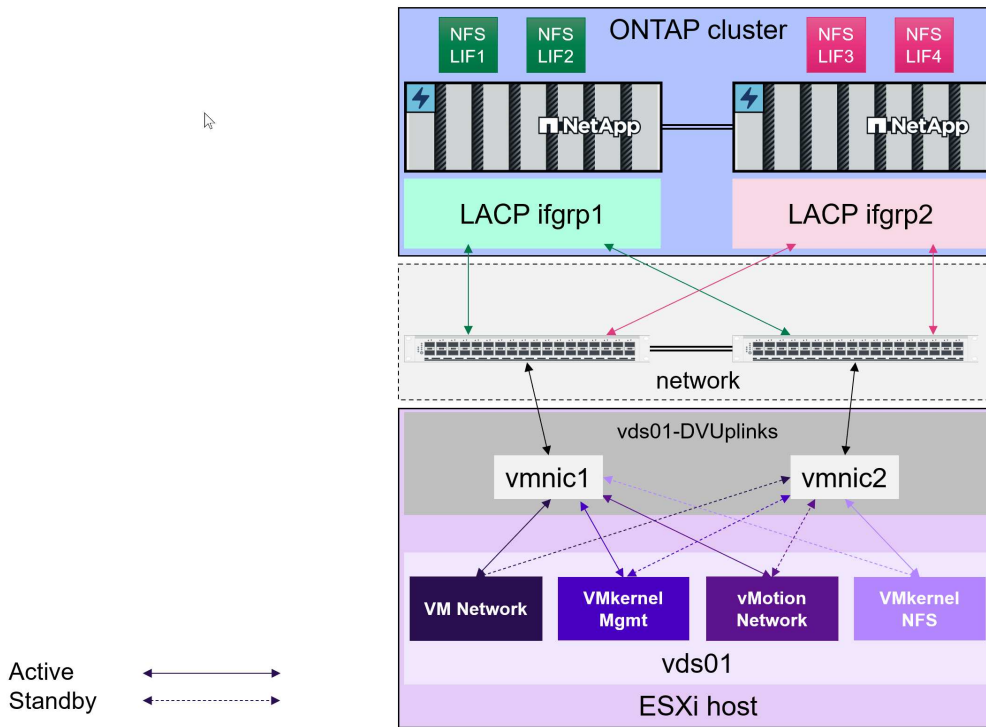 ONTAP cluster
NFS
LIF1
NFS
LIF2
NFS
LIF3
NFS
LIF4
NetApp
NetApp
LACP ifgrp1
LACP ifgrp2
network
vds01-DVUplinks
vmnic1
vmnic2
VM Network
VMkernel
Mgmt
vMotion
Network
VMkernel
NFS
vds01
ESXi host
Active
Standby